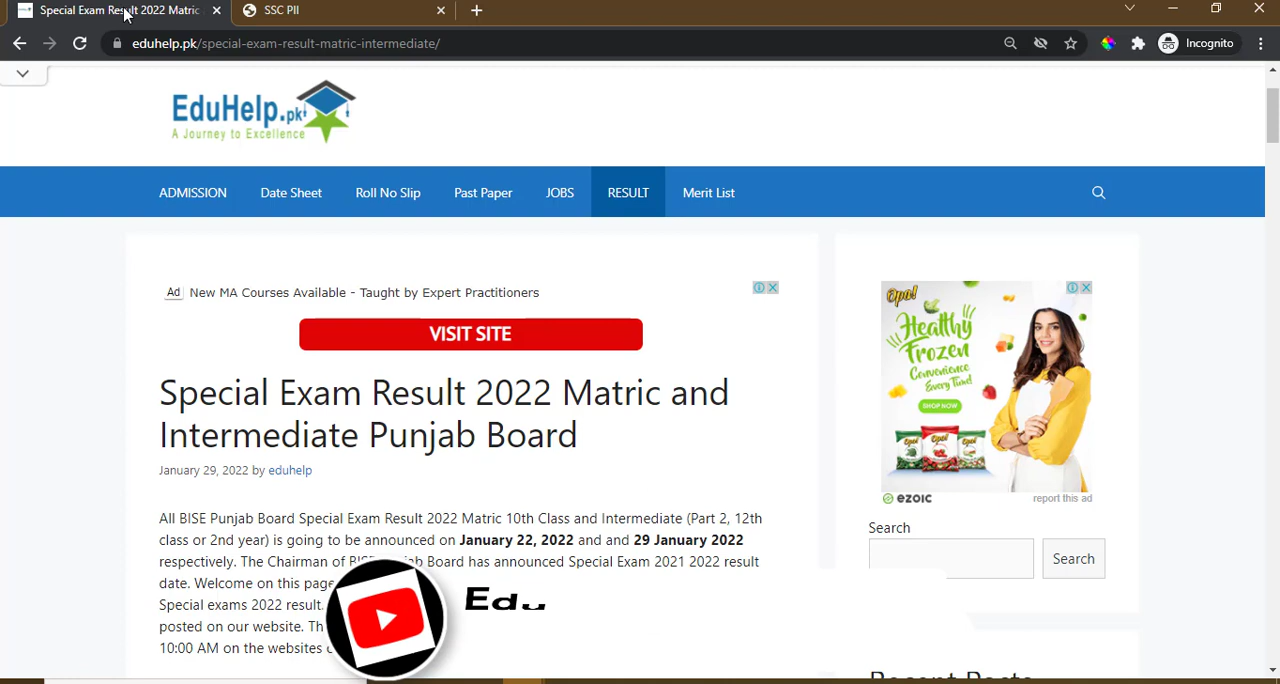 Special Exam Result 2022 Matric
SSC PII
eduhelp.pk/special-exam-result-matric-intermediate/
Incognito
EduHelp.pk
A Journey to Excellence
ADMISSION Date Sheet Roll No Slip Past Paper JOBS RESULT Merit List
Ad New MA Courses Available - Taught by Expert Practitioners
VISIT SITE
Opa!
Healthy
Frozen
Convenience
Every Time!
SHOP NOW
Special Exam Result 2022 Matric and
Intermediate Punjab Board
January 29, 2022 by eduhelp
ezoic report this ad
Search
Search
All BISE Punjab Board Special Exam Result 2022 Matric 10th Class and Intermediate (Part 2, 12th
class or 2nd year) is going to be announced on January 22, 2022 and and 29 January 2022
respectively. The Chairman of Board has announced Special Exam 2021 2022 result
date. Welcome on this page
Special exams 2022 result.
posted on our website.
10:00 AM on the websites
Edu